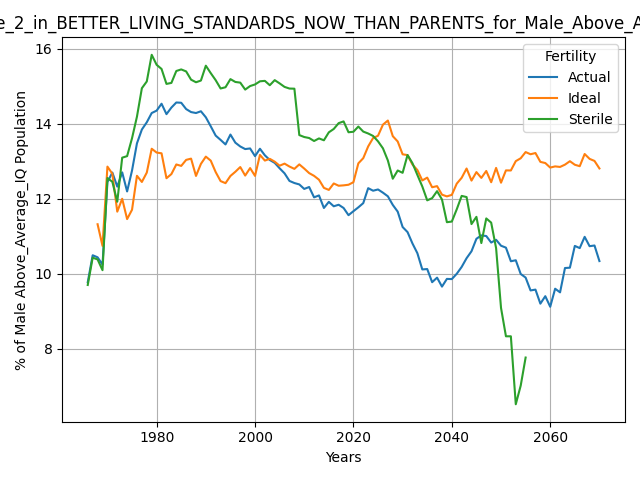 e_2_in_BETTER_LIVING_STANDARDS_NOW_THAN_PARENTS_for_Male_Above_A
16
14
12
10
8
% of Male Above_Average_IQ Population
Fertility
Actual
Ideal
Sterile
1980
2000
2020
2040
2060
Years